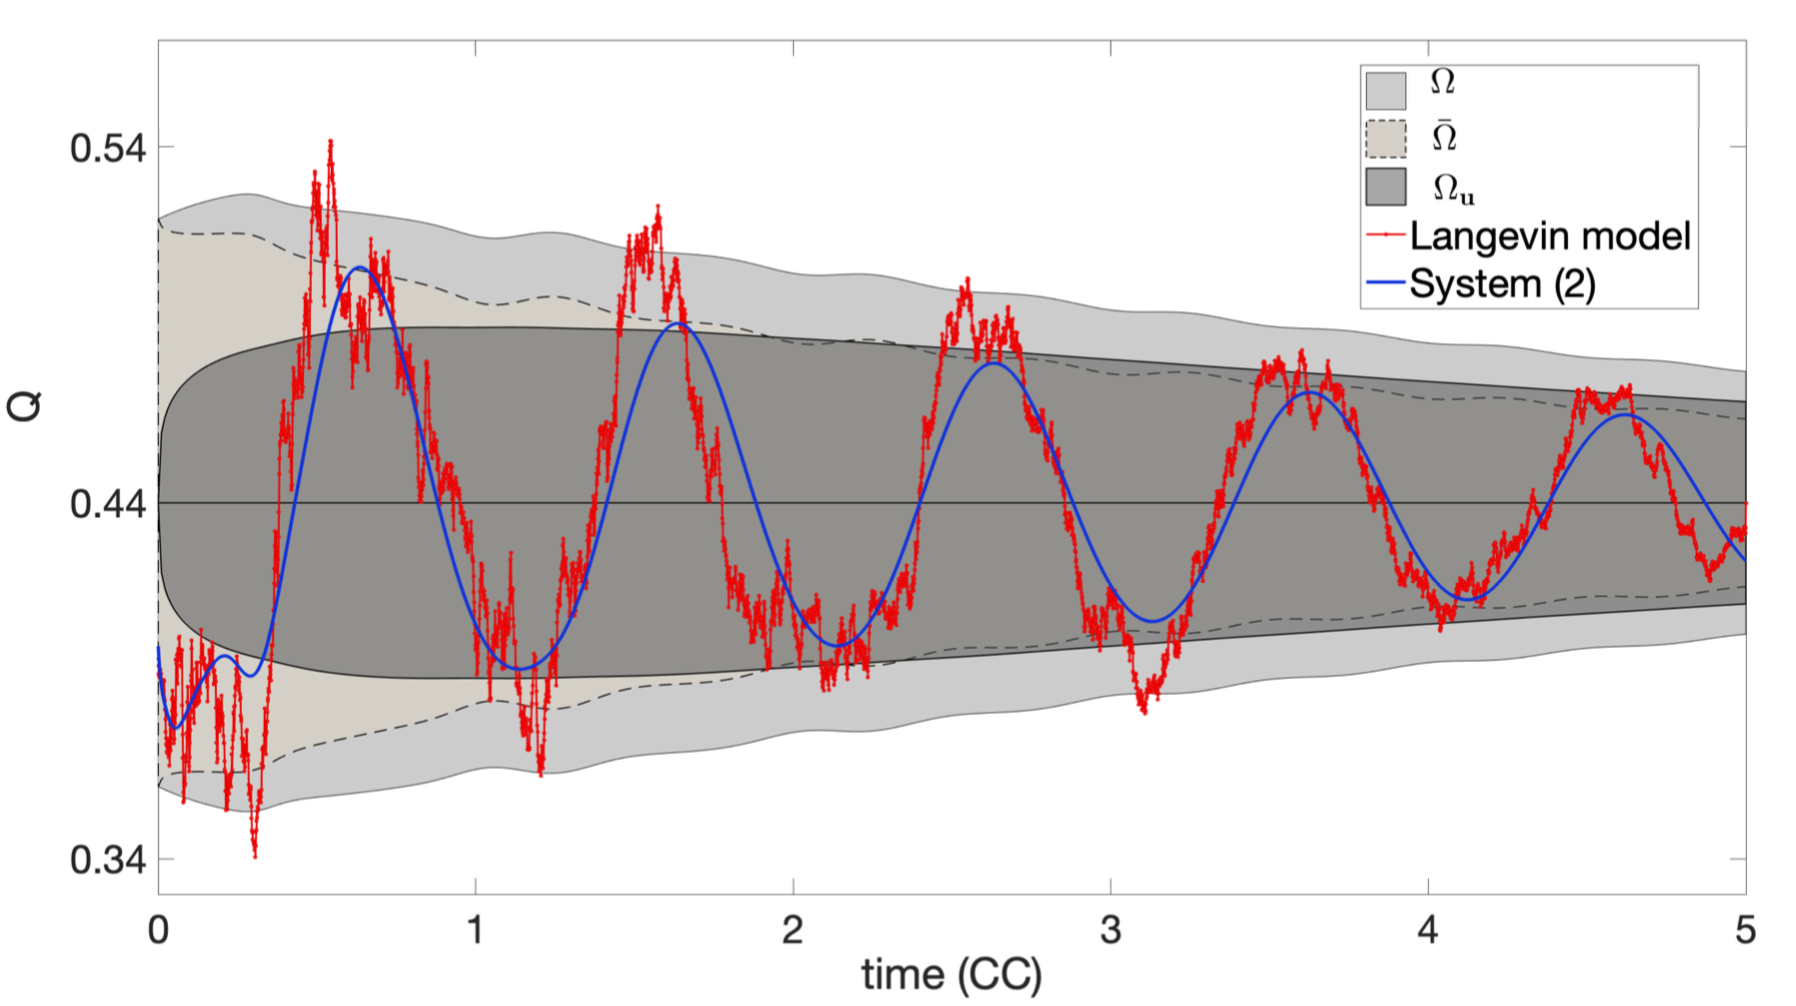 Ω
Ω̄
Ωu
Langevin model
System (2)
0.54
0.44
0.34
Q
0 1 2 3 4 5
time (CC)